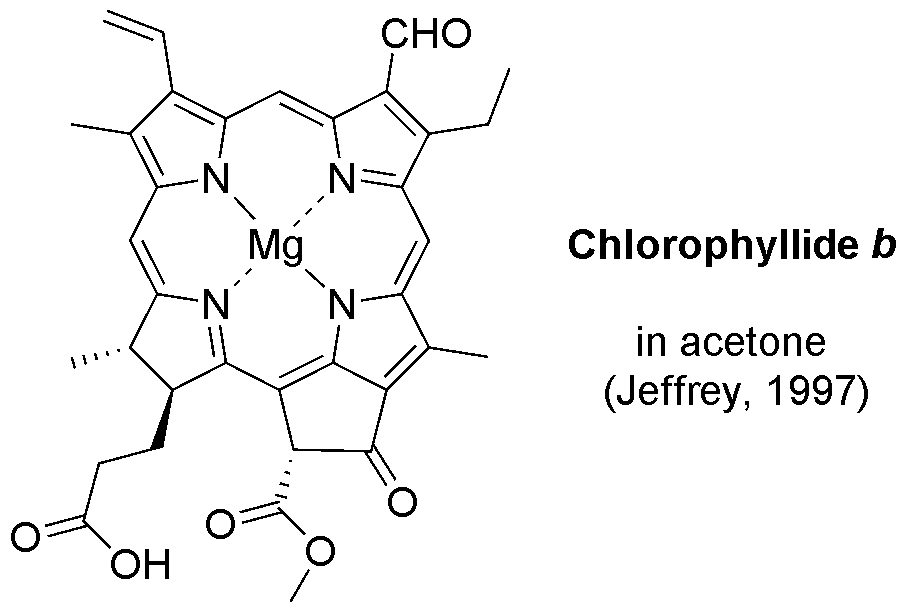 CHO
N
N
Mg
Chlorophyllide b
N
N
in acetone
(Jeffrey, 1997)
O
O
O
OH
O